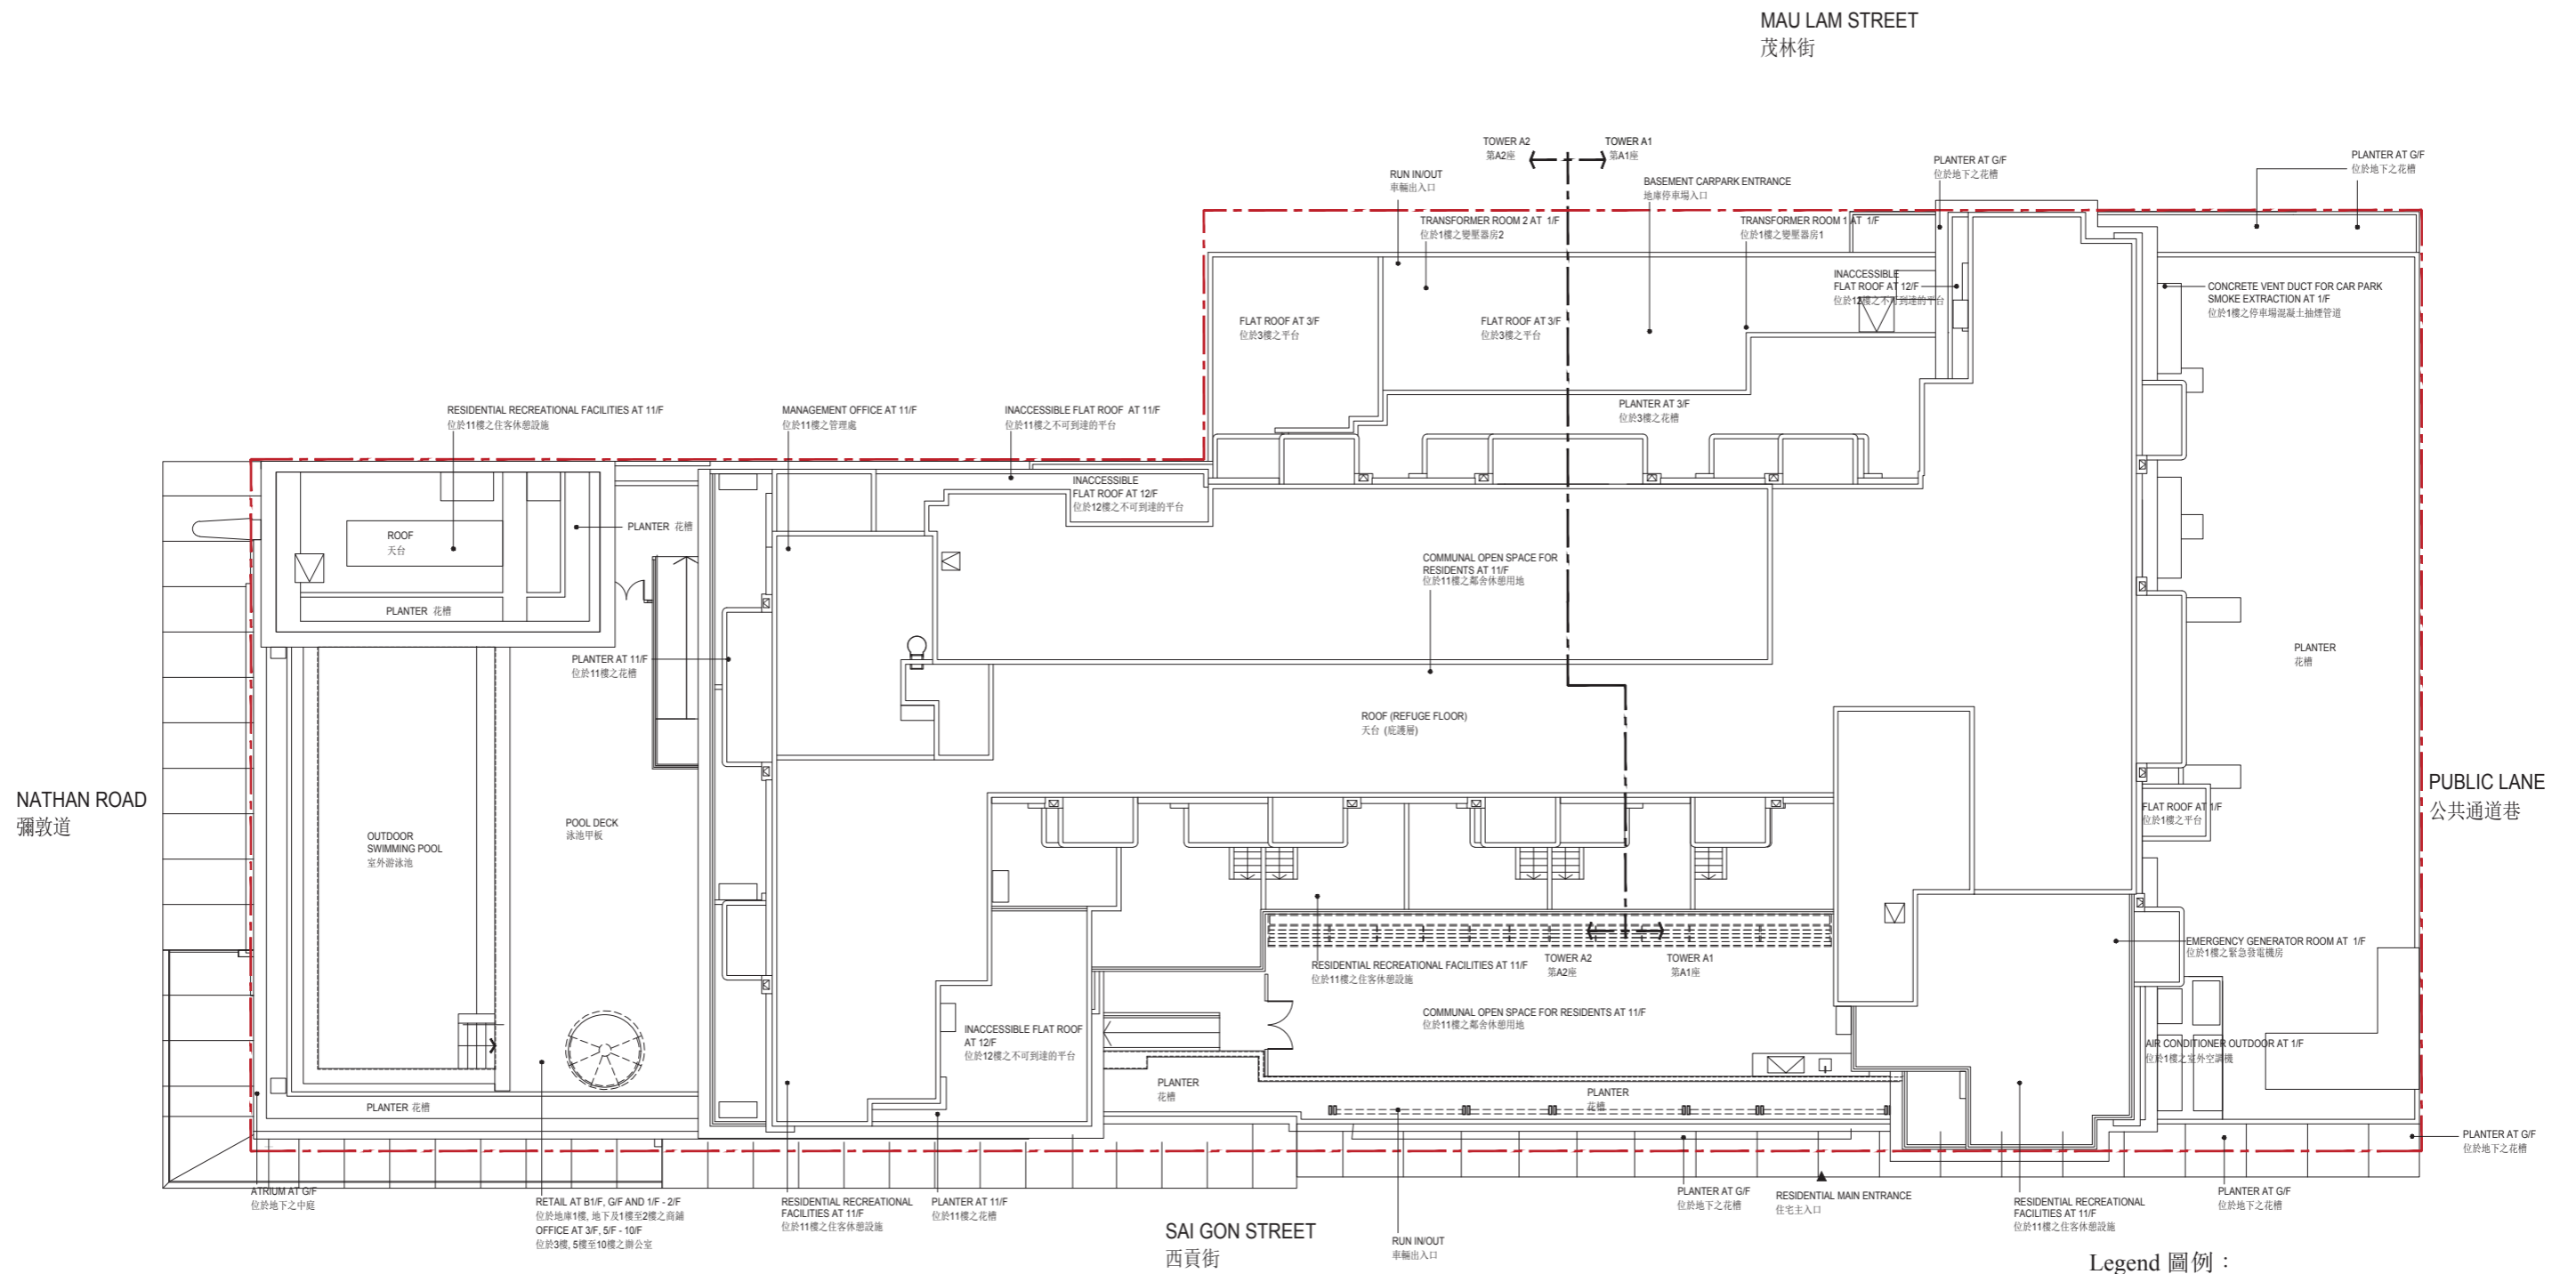 MAU LAM STREET
茂林街
TOWER A2
第A2座
TOWER A1
第A1座
RUN IN/OUT
車輛出入口
BASEMENT CARPARK ENTRANCE
地庫停車場入口
PLANTER AT G/F
位於地下之花槽
PLANTER AT G/F
位於地下之花槽
TRANSFORMER ROOM 2 AT 1/F
位於1樓之變壓器房2
TRANSFORMER ROOM 1 AT 1/F
位於1樓之變壓器房1
INACCESSIBLE
FLAT ROOF AT 12/F
位於12樓之不可到達的平台
CONCRETE VENT DUCT FOR CAR PARK
SMOKE EXTRACTION AT 1/F
位於1樓之停車場混凝土抽煙管道
FLAT ROOF AT 3/F
位於3樓之平台
FLAT ROOF AT 3/F
位於3樓之平台
PLANTER AT 3/F
位於3樓之花槽
RESIDENTIAL RECREATIONAL FACILITIES AT 11/F
位於11樓之住客休憩設施
MANAGEMENT OFFICE AT 11/F
位於11樓之管理處
INACCESSIBLE FLAT ROOF AT 11/F
位於11樓之不可到達的平台
INACCESSIBLE
FLAT ROOF AT 12/F
位於12樓之不可到達的平台
PLANTER 花槽
ROOF
天台
PLANTER 花槽
COMMUNAL OPEN SPACE FOR
RESIDENTS AT 11/F
位於11樓之鄰舍休憩用地
PLANTER AT 11/F
位於11樓之花槽
PLANTER
花槽
ROOF (REFUGE FLOOR)
天台 (庇護層)
NATHAN ROAD
彌敦道
OUTDOOR
SWIMMING POOL
室外游泳池
POOL DECK
泳池甲板
FLAT ROOF AT 1/F
位於1樓之平台
PUBLIC LANE
公共通道巷
EMERGENCY GENERATOR ROOM AT 1/F
位於1樓之緊急發電機房
RESIDENTIAL RECREATIONAL FACILITIES AT 11/F
位於11樓之住客休憩設施
TOWER A2
第A2座
TOWER A1
第A1座
COMMUNAL OPEN SPACE FOR RESIDENTS AT 11/F
位於11樓之鄰舍休憩用地
INACCESSIBLE FLAT ROOF
AT 12/F
位於12樓之不可到達的平台
AIR CONDITIONER OUTDOOR AT 1/F
位於1樓之室外空調機
PLANTER
花槽
PLANTER
花槽
PLANTER 花槽
PLANTER AT G/F
位於地下之花槽
ATRIUM AT G/F
位於地下之中庭
RETAIL AT B1/F, G/F AND 1/F - 2/F
位於地庫1樓, 地下及1樓至2樓之商鋪
OFFICE AT 3/F, 5/F - 10/F
位於3樓, 5樓至10樓之辦公室
RESIDENTIAL RECREATIONAL
FACILITIES AT 11/F
位於11樓之住客休憩設施
PLANTER AT 11/F
位於11樓之花槽
SAI GON STREET
西貢街
RUN IN/OUT
車輛出入口
PLANTER AT G/F
位於地下之花槽
RESIDENTIAL MAIN ENTRANCE
住宅主入口
RESIDENTIAL RECREATIONAL
FACILITIES AT 11/F
位於11樓之住客休憩設施
PLANTER AT G/F
位於地下之花槽
Legend 圖例：